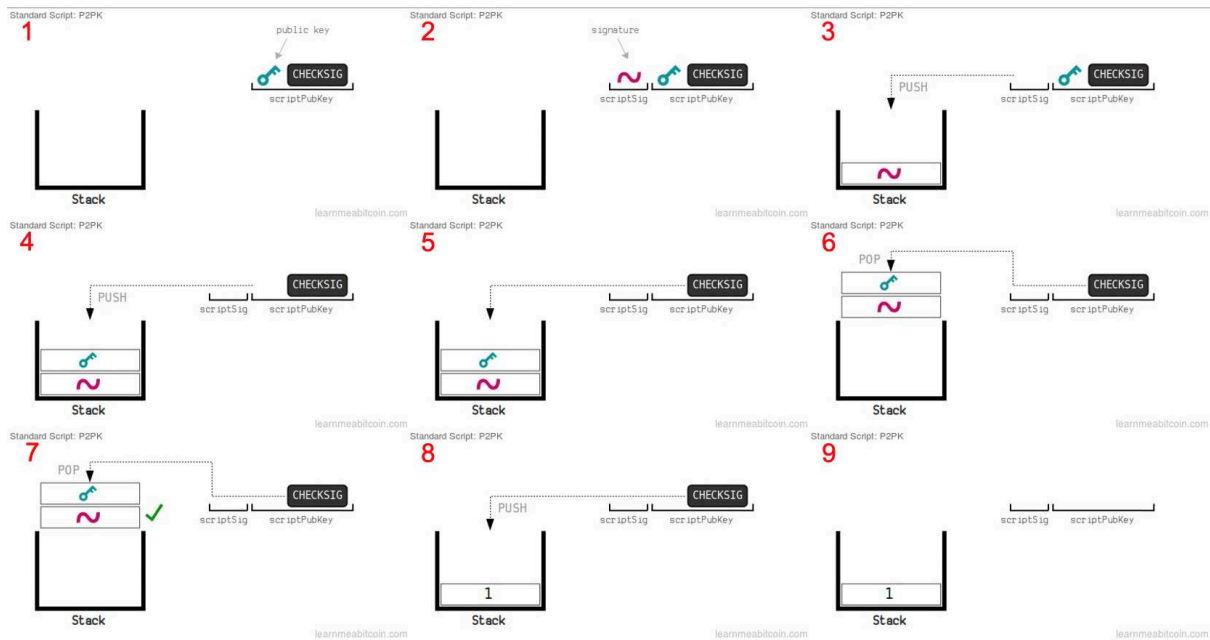 Standard Script: P2PK
1
public key
CHECKSIG
scriptPubKey
Stack
learnmeabitcoin.com
Standard Script: P2PK
2
signature
CHECKSIG
scriptSig
scriptPubKey
Stack
learnmeabitcoin.com
Standard Script: P2PK
3
PUSH
CHECKSIG
scriptSig
scriptPubKey
Stack
learnmeabitcoin.com
Standard Script: P2PK
4
PUSH
CHECKSIG
scriptSig
scriptPubKey
Stack
learnmeabitcoin.com
Standard Script: P2PK
5
CHECKSIG
scriptSig
scriptPubKey
Stack
learnmeabitcoin.com
Standard Script: P2PK
6
POP
CHECKSIG
scriptSig
scriptPubKey
Stack
learnmeabitcoin.com
Standard Script: P2PK
7
POP
CHECKSIG
scriptSig
scriptPubKey
Stack
learnmeabitcoin.com
Standard Script: P2PK
8
CHECKSIG
PUSH
scriptSig
scriptPubKey
1
Stack
learnmeabitcoin.com
Standard Script: P2PK
9
scriptSig
scriptPubKey
1
Stack
learnmeabitcoin.com